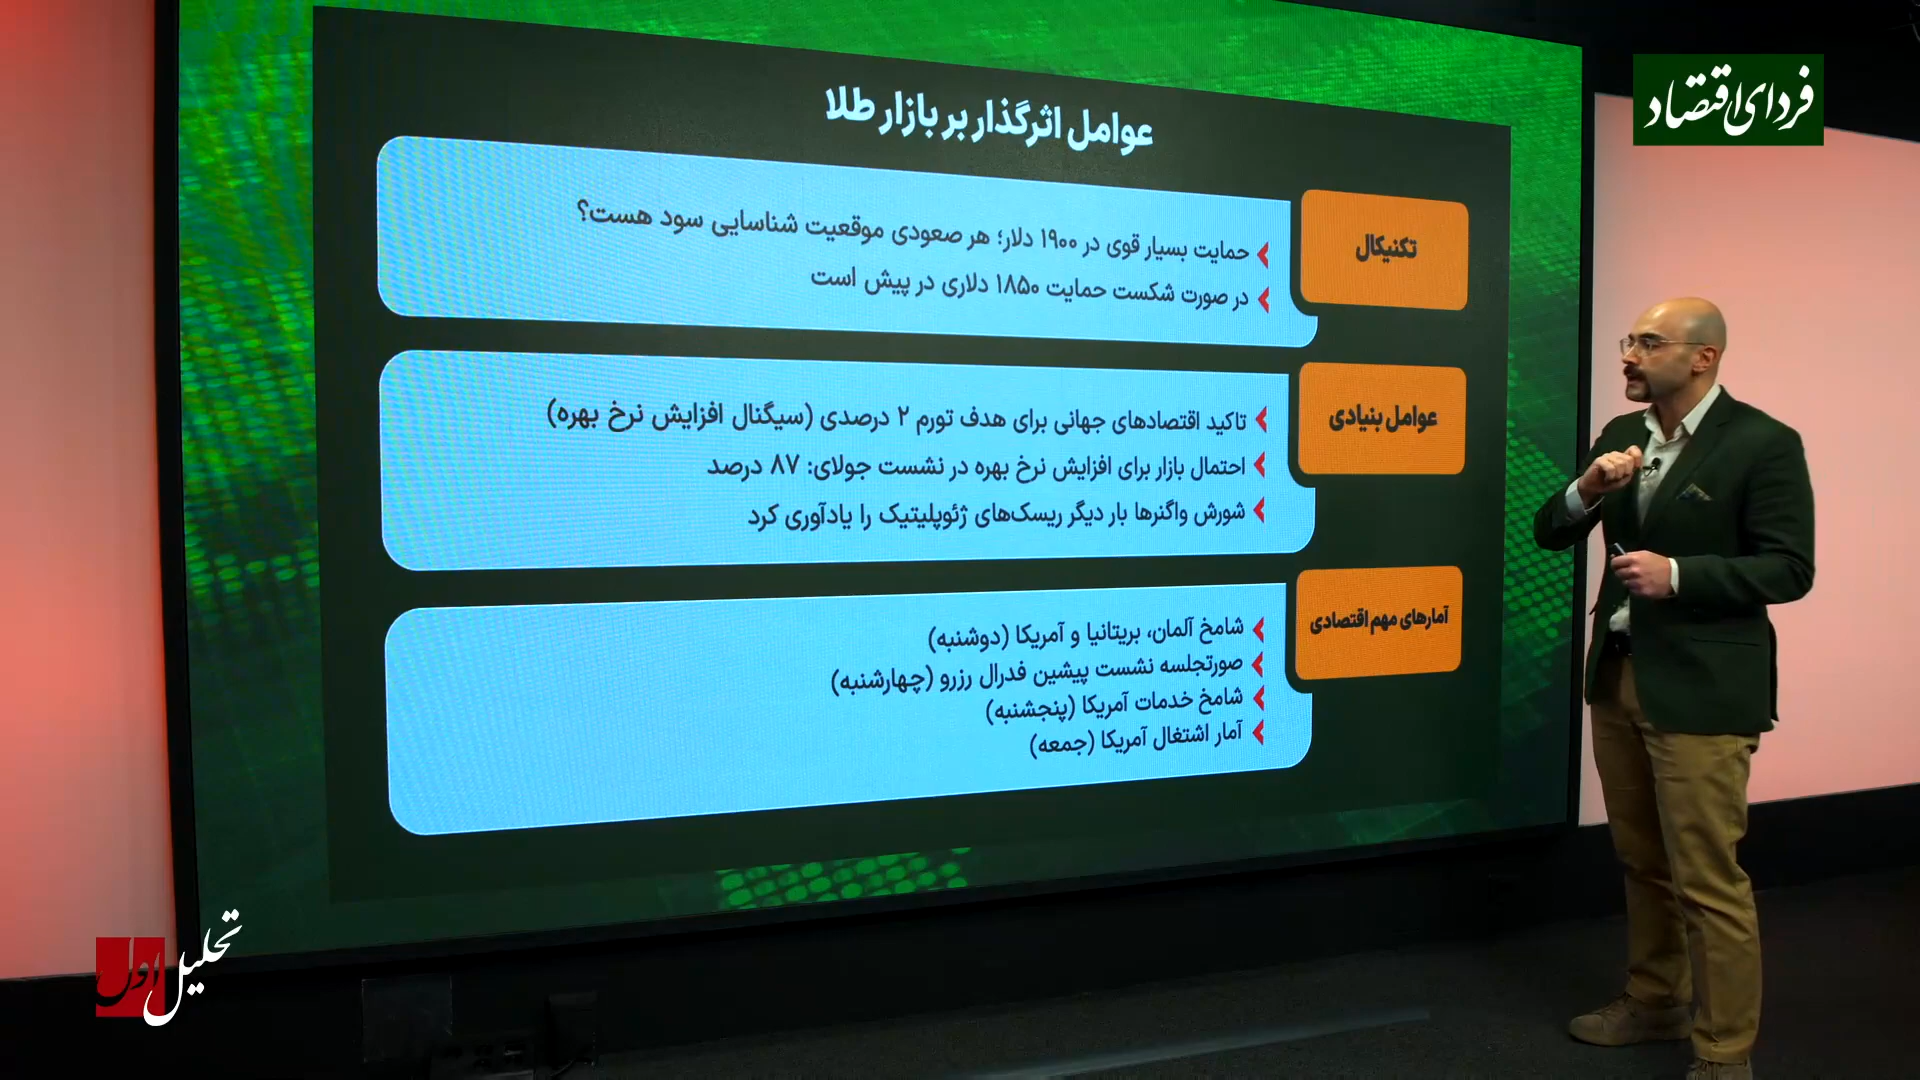 فردای اقتصاد
عوامل اثرگذار بر بازار طلا
تکنیکال
حمایت بسیار قوی در ۱۹۰۰ دلار؛ هر صعودی موقعیت شناسایی سود هست؟
در صورت شکست حمایت ۱۸۵۰ دلاری در پیش است
عوامل بنیادی
تاکید اقتصادهای جهانی برای هدف تورم ۲ درصدی (سیگنال افزایش نرخ بهره)
احتمال بازار برای افزایش نرخ بهره در نشست جولای: ۸۷ درصد
شورش واگنرها بار دیگر ریسک‌های ژئوپلیتیک را یادآوری کرد
آمارهای مهم اقتصادی
شامخ آلمان، بریتانیا و آمریکا (دوشنبه)
صورتجلسه نشست پیشین فدرال رزرو (چهارشنبه)
شامخ خدمات آمریکا (پنجشنبه)
آمار اشتغال آمریکا (جمعه)
تحلیل اول